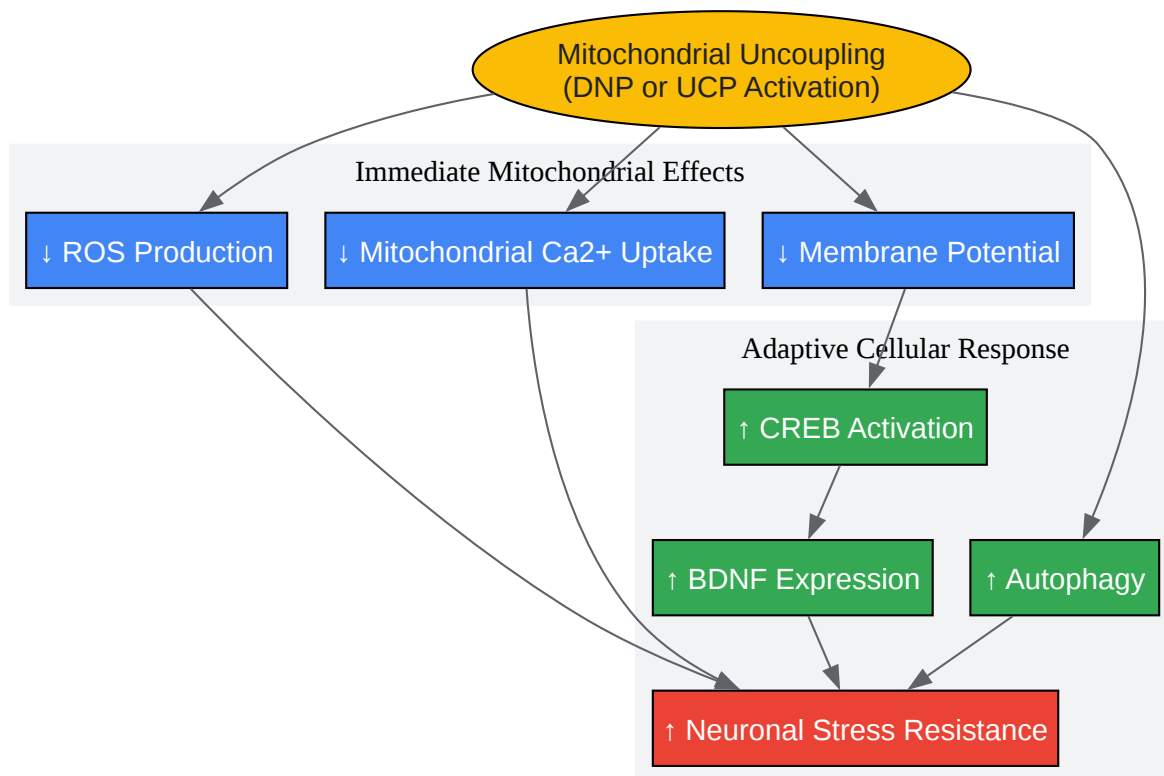 Mitochondrial Uncoupling
(DNP or UCP Activation)
Immediate Mitochondrial Effects
↓ ROS Production
↓ Mitochondrial Ca2+ Uptake
↓ Membrane Potential
Adaptive Cellular Response
↑ CREB Activation
↑ BDNF Expression
↑ Autophagy
↑ Neuronal Stress Resistance